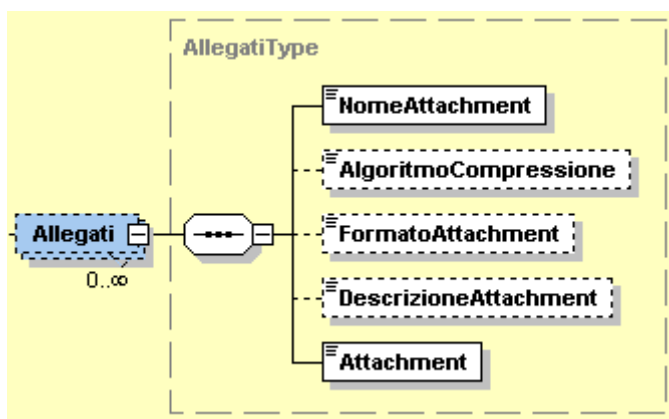 AllegatiType
NomeAttachment
AlgoritmoCompressione
Allegati
FormatoAttachment
0..∞
DescrizioneAttachment
Attachment